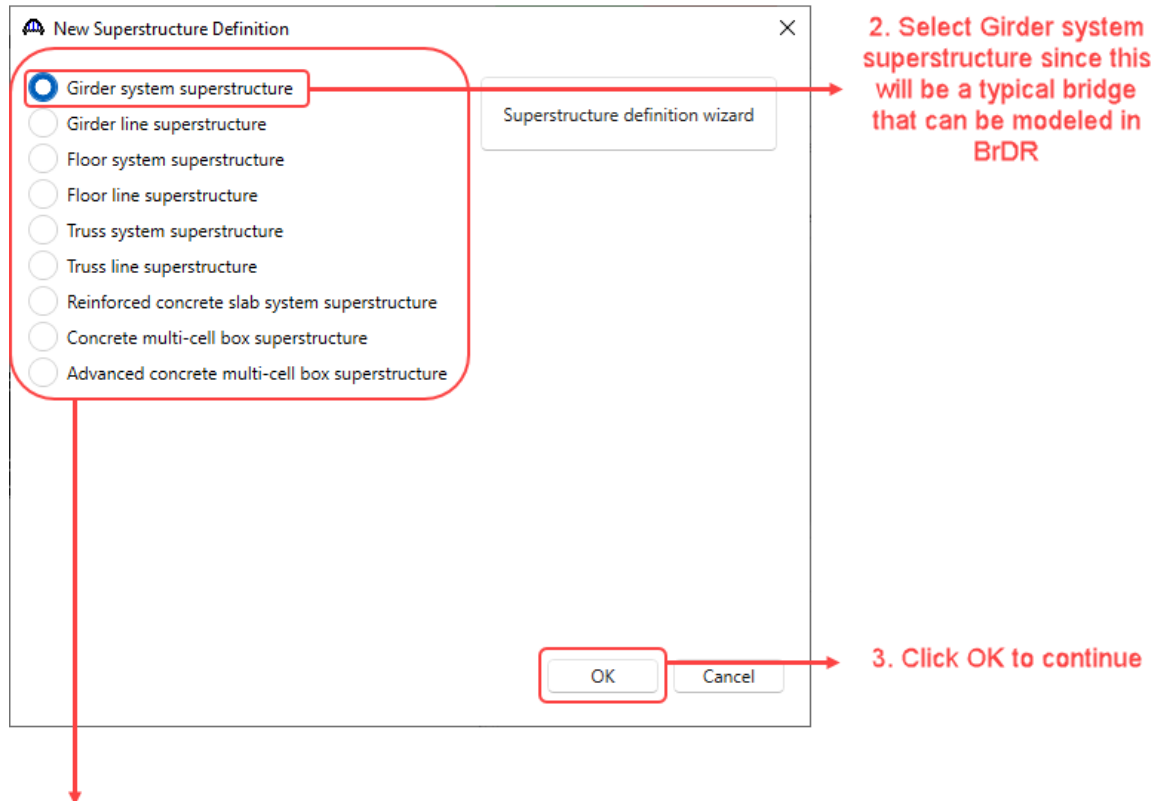 New Superstructure Definition
Girder system superstructure
Girder line superstructure
Floor system superstructure
Floor line superstructure
Truss system superstructure
Truss line superstructure
Reinforced concrete slab system superstructure
Concrete multi-cell box superstructure
Advanced concrete multi-cell box superstructure
Superstructure definition wizard
OK
Cancel
2. Select Girder system
superstructure since this
will be a typical bridge
that can be modeled in
BrDR
3. Click OK to continue